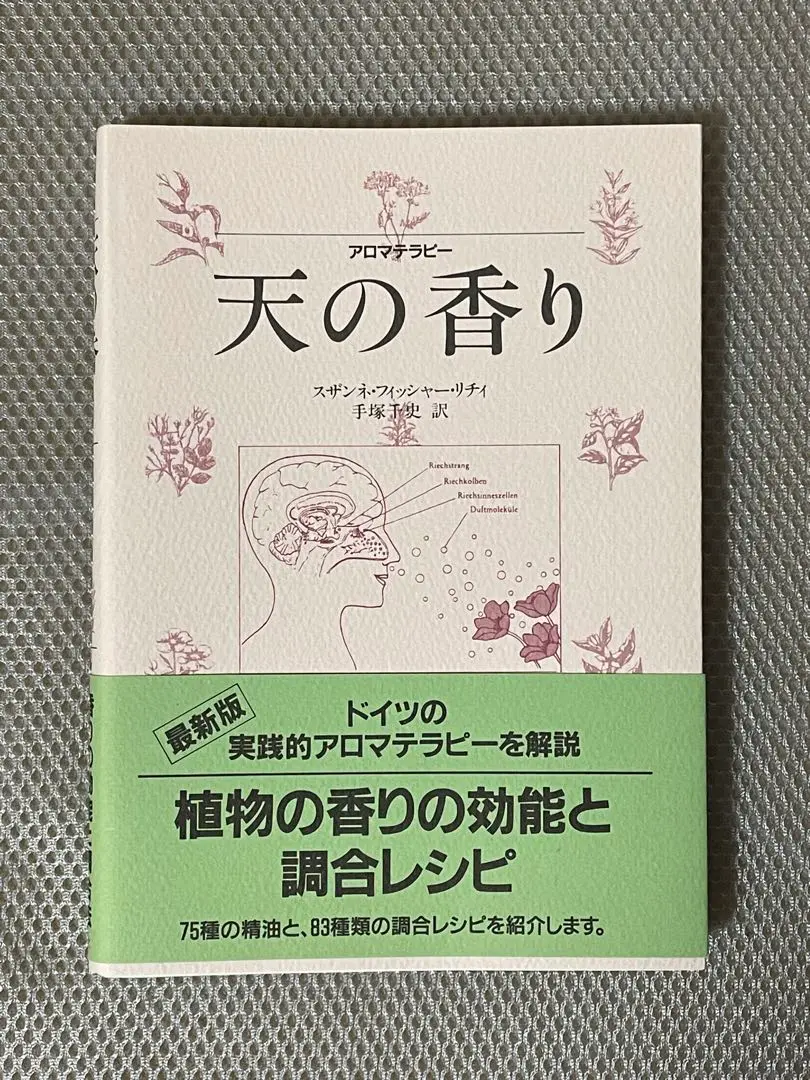 アロマテラピー
天の香り
スザンネ・フィッシャー・リチィ
手塚千史 訳
Riechstrang
Riechkolben
Riechsinneszellen
Duftmoleküle
最新版
ドイツの
実践的アロマテラピーを解説
植物の香りの効能と
調合レシピ
75種の精油と、83種類の調合レシピを紹介します。